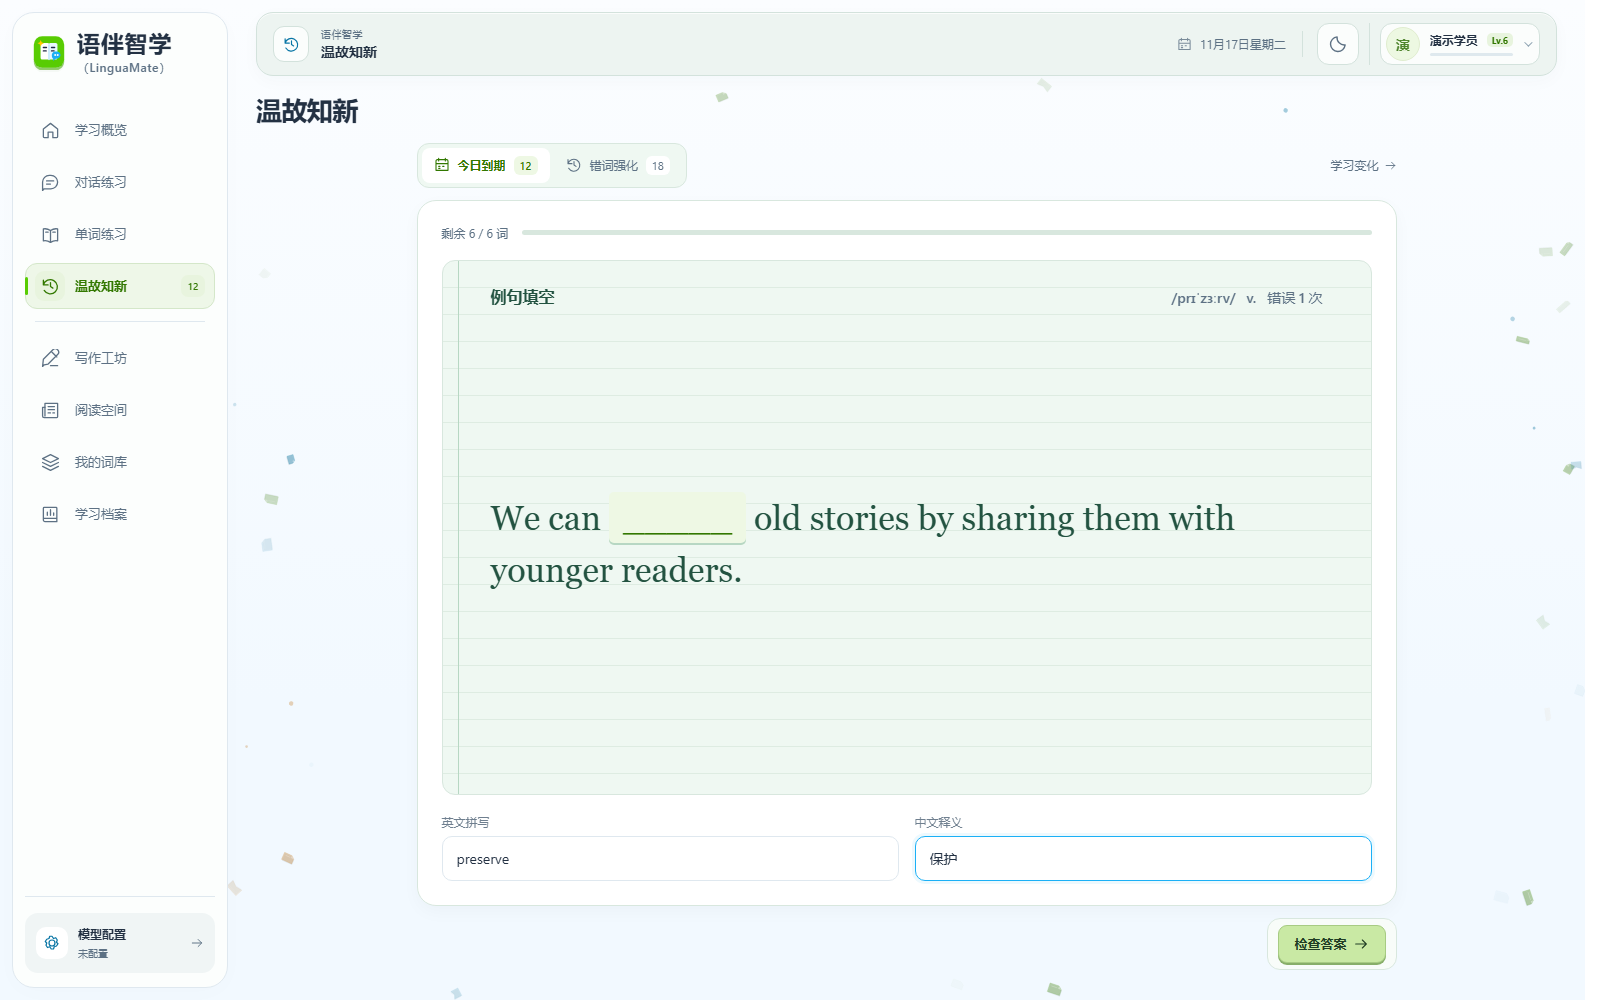 语伴智学
（LinguaMate）
学习概览
对话练习
单词练习
温故知新 12
写作工坊
阅读空间
我的词库
学习档案
模型配置
未配置
语伴智学
温故知新
11月17日星期二
演 演示学员 Lv.6
温故知新
今日到期 12 错词强化 18
学习变化
剩余 6 / 6 词
例句填空 /prɪˈzɜːrv/ v. 错误 1 次
We can ______ old stories by sharing them with
younger readers.
英文拼写 中文释义
preserve 保护
检查答案